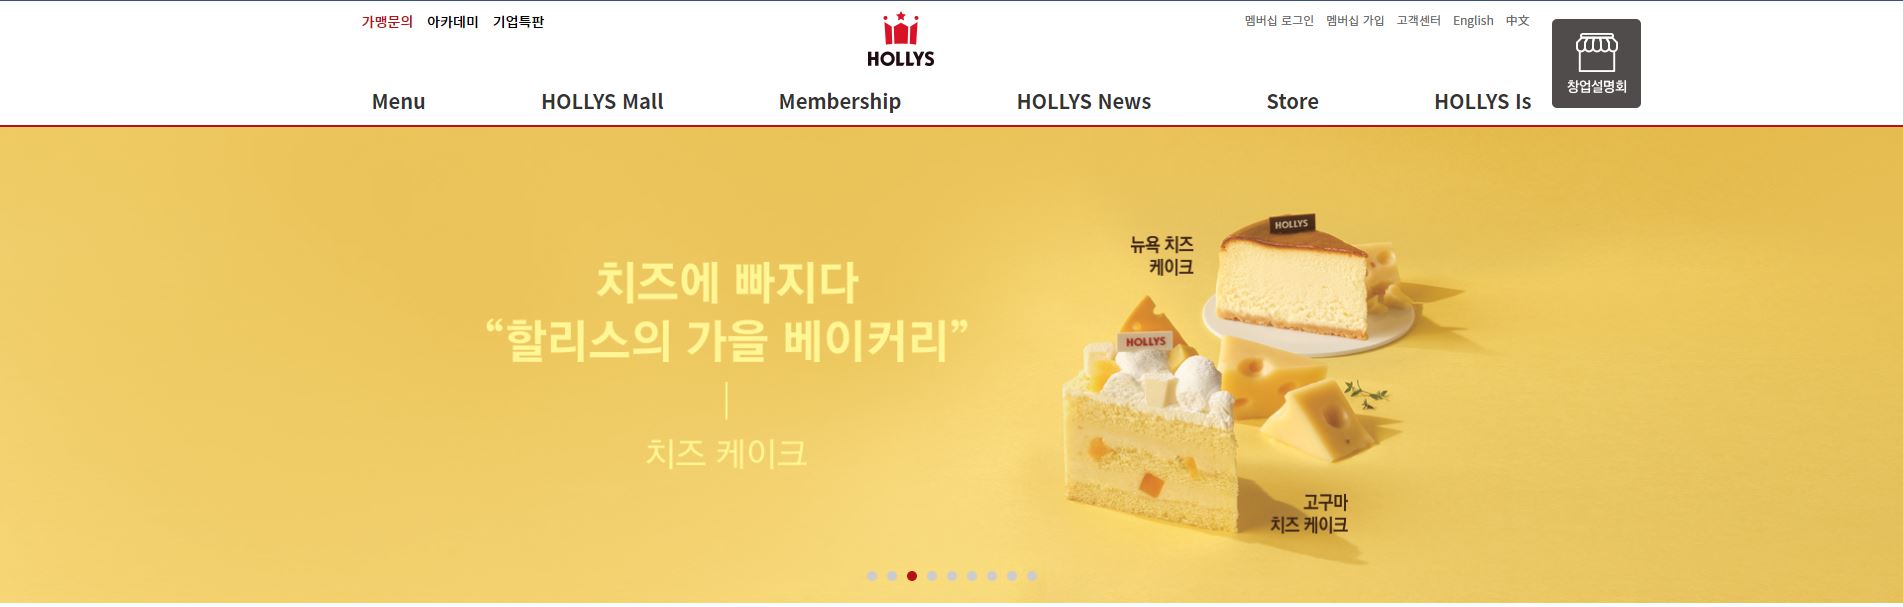 가맹문의 아카데미 기업특판
HOLLYS
멤버십 로그인 멤버십 가입 고객센터 English 中文
창업설명회
Menu HOLLYS Mall Membership HOLLYS News Store HOLLYS Is
치즈에 빠지다
“할리스의 가을 베이커리”
치즈 케이크
뉴욕 치즈
케이크
HOLLYS
HOLLYS
고구마
치즈 케이크